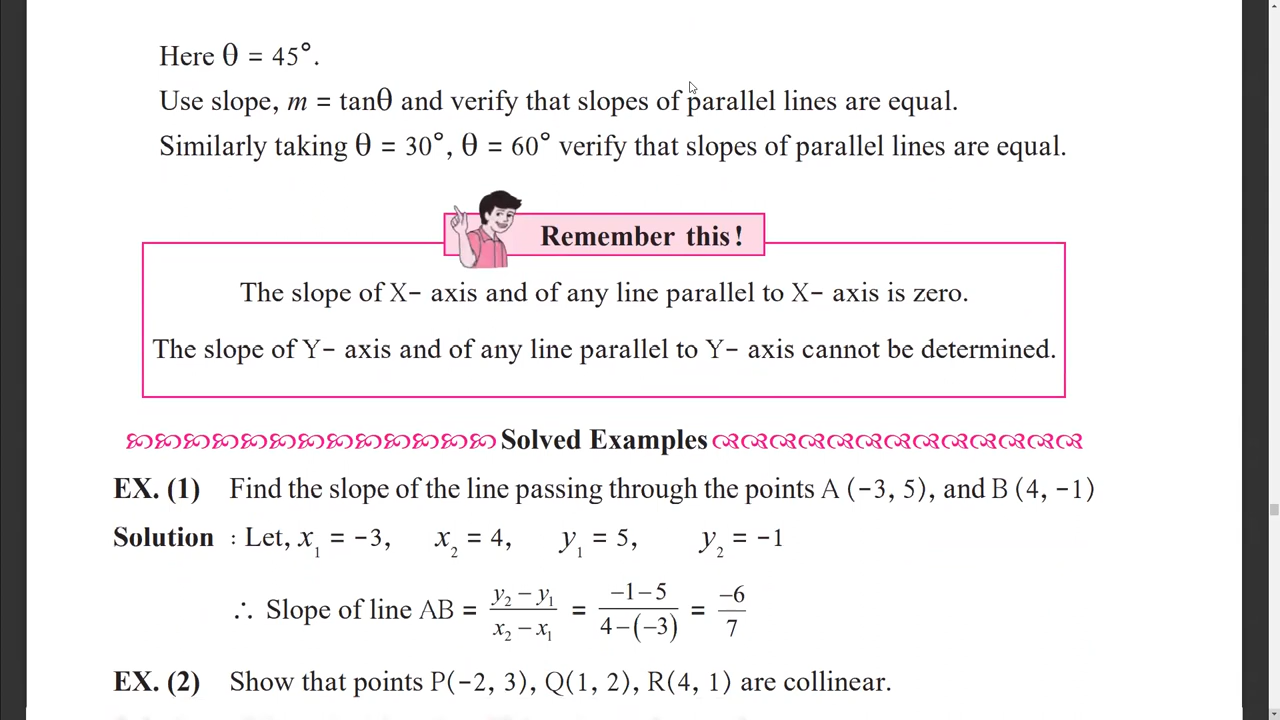 Here θ = 45°.
Use slope, m = tanθ and verify that slopes of parallel lines are equal.
Similarly taking θ = 30°, θ = 60° verify that slopes of parallel lines are equal.
Remember this!
The slope of X- axis and of any line parallel to X- axis is zero.
The slope of Y- axis and of any line parallel to Y- axis cannot be determined.
Solved Examples
EX. (1) Find the slope of the line passing through the points A (-3, 5), and B (4, -1)
Solution : Let, x₁ = -3, x₂ = 4, y₁ = 5, y₂ = -1
∴ Slope of line AB = (y₂ - y₁)/(x₂ - x₁) = (-1-5)/(4-(-3)) = -6/7
EX. (2) Show that points P(-2, 3), Q(1, 2), R(4, 1) are collinear.